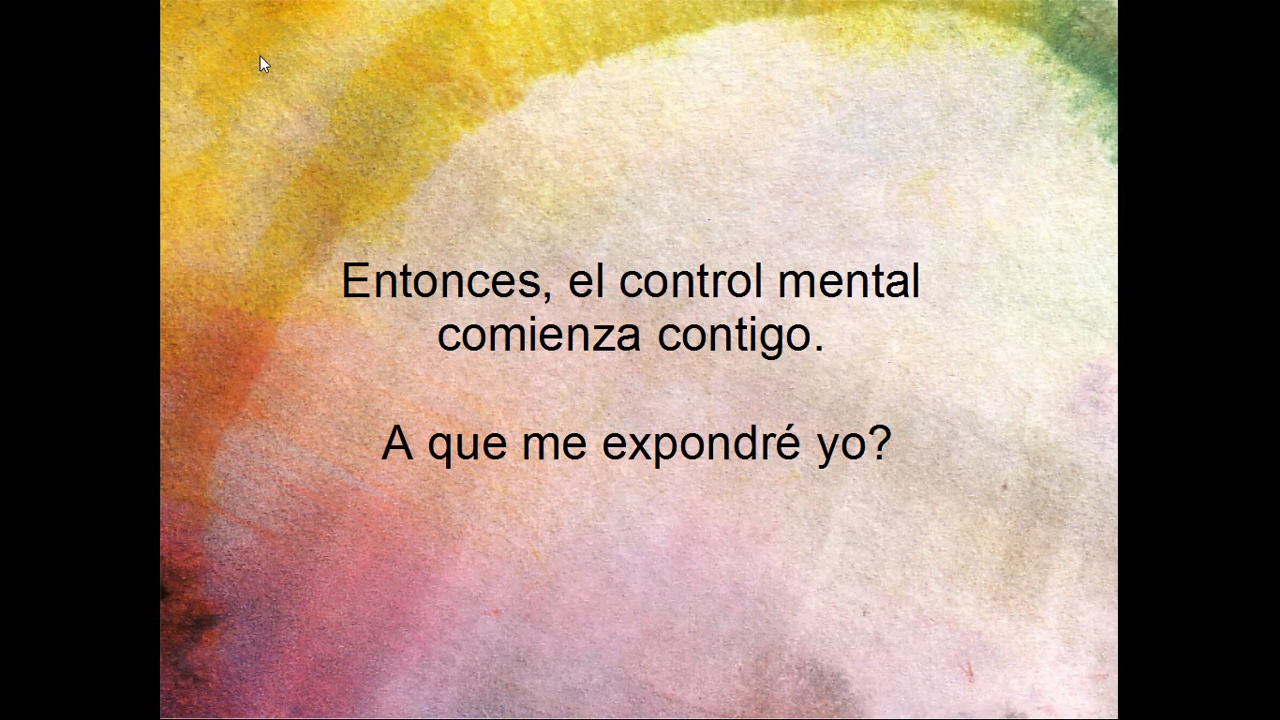 Entonces, el control mental
comienza contigo.
A que me expondré yo?